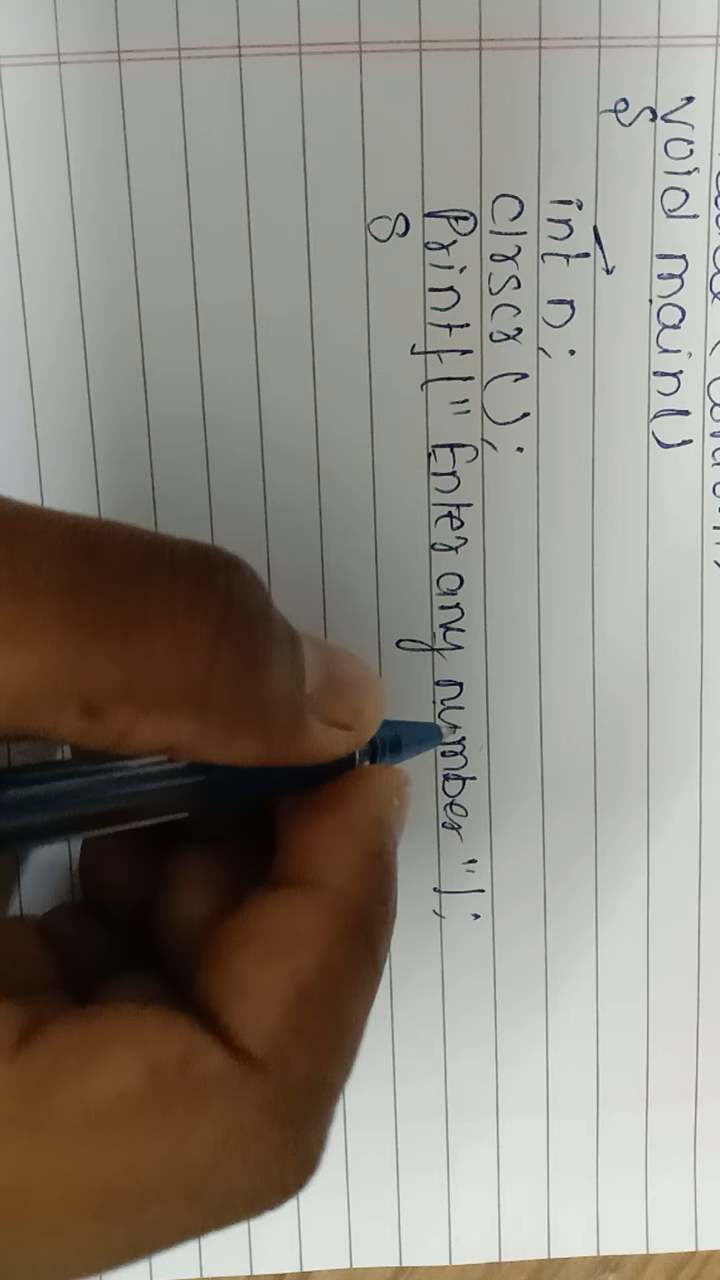 void main()
{
int n;
clrscr();
Printf("Enter any number");
s